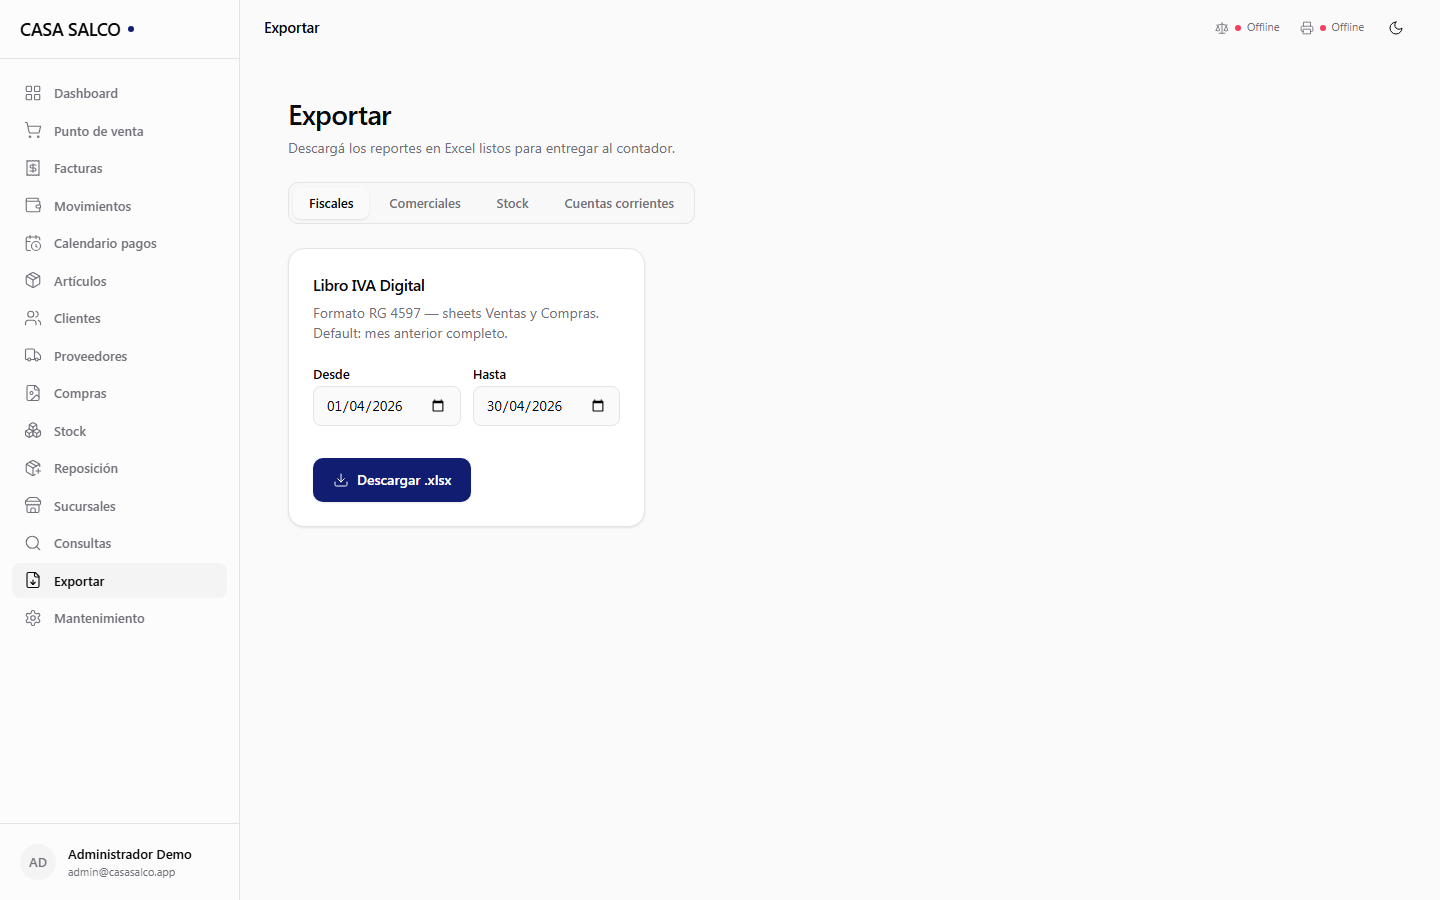 CASA SALCO
Dashboard
Punto de venta
Facturas
Movimientos
Calendario pagos
Artículos
Clientes
Proveedores
Compras
Stock
Reposición
Sucursales
Consultas
Exportar
Mantenimiento
AD
Administrador Demo
admin@casasalco.app
Exportar
Offline
Offline
Exportar
Descargá los reportes en Excel listos para entregar al contador.
Fiscales
Comerciales
Stock
Cuentas corrientes
Libro IVA Digital
Formato RG 4597 — sheets Ventas y Compras.
Default: mes anterior completo.
Desde
Hasta
01/04/2026
30/04/2026
Descargar .xlsx